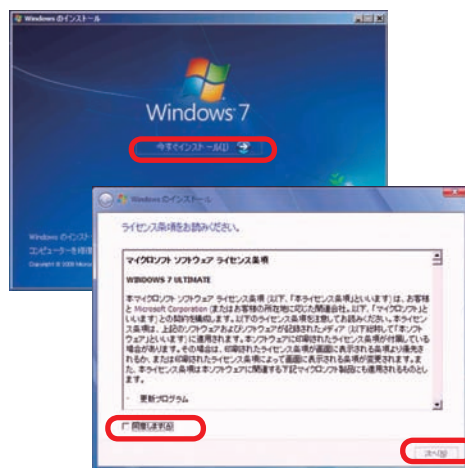 Windows のインストール
Windows 7
今すぐインストール(I)
Windows のインスト
コンピューターを修復
Copyright © 2009 Micros
Windows のインストール
ライセンス条項をお読みください。
マイクロソフト ソフトウェア ライセンス条項
WINDOWS 7 ULTIMATE
本マイクロソフト ソフトウェア ライセンス条項 (以下、「本ライセンス条項」といいます) は、お客様
と Microsoft Corporation (またはお客様の所在地に応じた関連会社。以下、「マイクロソフト」と
いいます) との契約を構成します。以下のライセンス条項を注意してお読みください。本ライセン
ス条項は、上記のソフトウェアおよびソフトウェアが記録されたメディア (以下総称して「本ソフト
ウェア」といいます) に適用されます。本ソフトウェアに印刷されたライセンス条項が付属している
場合があります。その場合は、印刷されたライセンス条項が画面に表示される条項より優先さ
れるか、または印刷されたライセンス条項によって画面に表示される条項が変更されます。ま
た、本ライセンス条項は本ソフトウェアに関連する下記マイクロソフト製品にも適用されるものとし
ます。
・ 更新プログラム
同意します(A)
次へ(N)